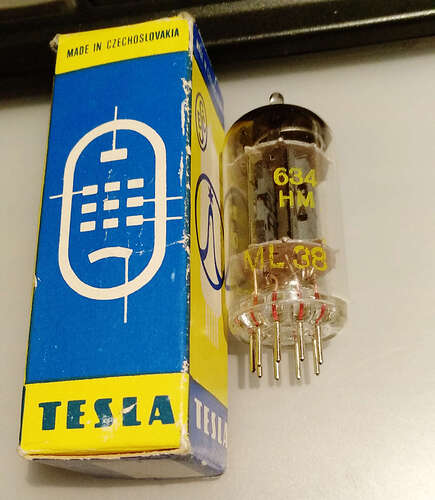 MADE IN CZECHOSLOVAKIA
TESLA
TESLA
634
HM
ML 38